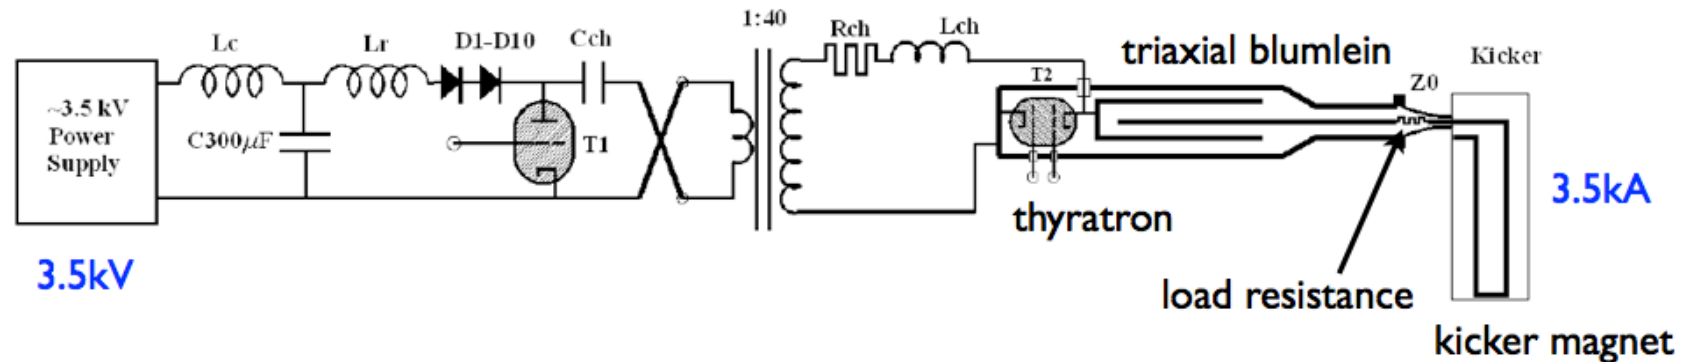 1:40
Lc
Lr
D1-D10
Cch
Rch
Lch
triaxial blumlein
Kicker
T2
Z0
~3.5 kV
Power
Supply
C300μF
T1
3.5kA
thyratron
3.5kV
load resistance
kicker magnet